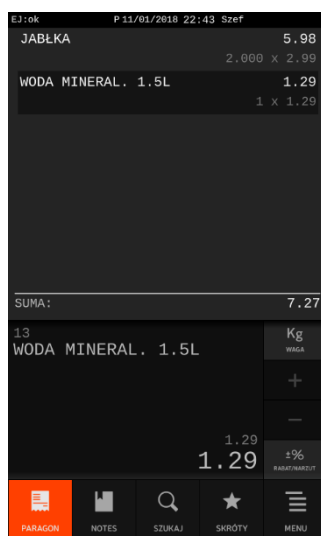 EJ:ok P 11/01/2018 22:43 Szef
JABŁKA 5.98
2.000 x 2.99
WODA MINERAL. 1.5L 1.29
1 x 1.29
SUMA: 7.27
13
WODA MINERAL. 1.5L
Kg
WAGA
+
−
1.29
1.29
±%
RABAT/NARZUT
PARAGON NOTES SZUKAJ SKRÓTY MENU